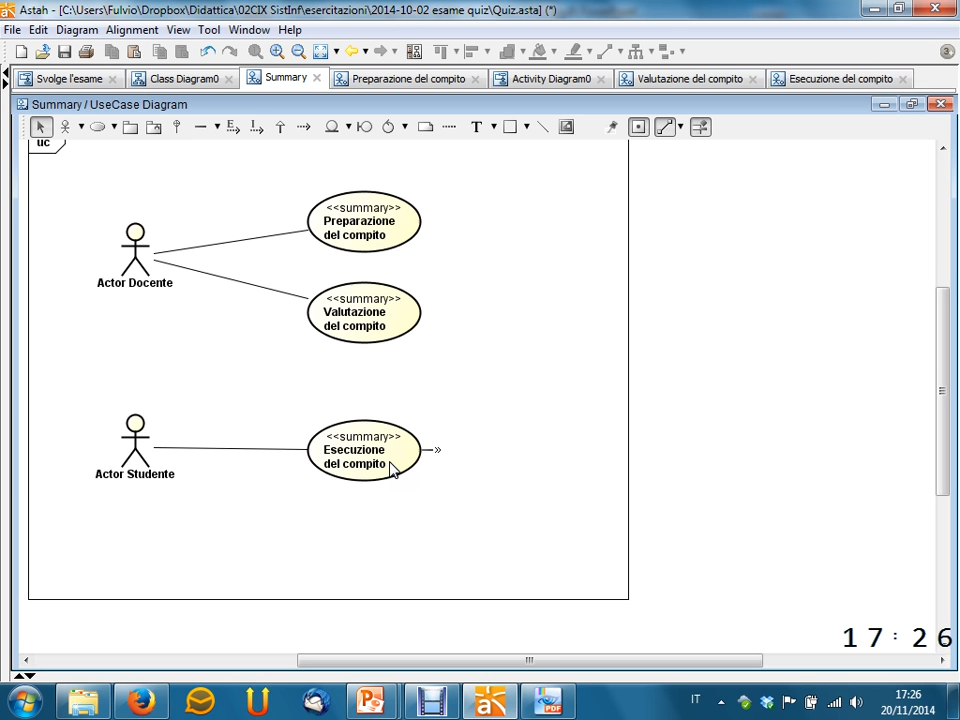 Astah - [C:\Users\Fulvio\Dropbox\Didattica\02CIX SistInf\esercitazioni\2014-10-02 esame quiz\Quiz.asta] (*)
File Edit Diagram Alignment View Tool Window Help
3
Svolge l'esame Class Diagram0 Summary Preparazione del compito Activity Diagram0 Valutazione del compito Esecuzione del compito
Summary / UseCase Diagram
T
uc
<<summary>>
Preparazione
del compito
Actor Docente
<<summary>>
Valutazione
del compito
<<summary>>
Esecuzione
del compito
Actor Studente
17:26
IT
PDF
17:26
20/11/2014